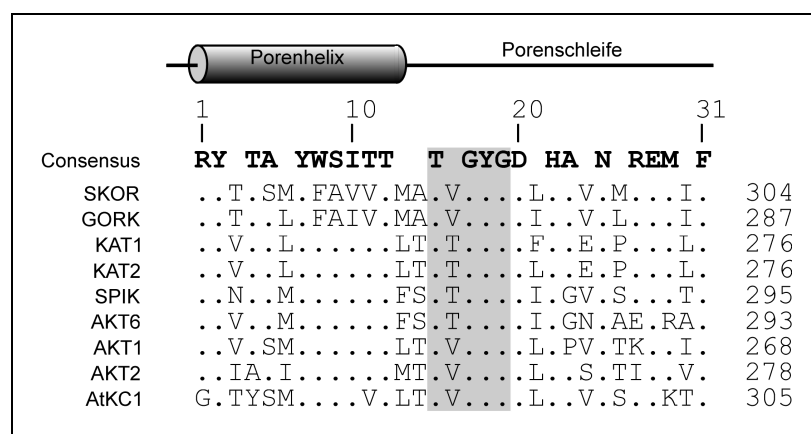 Porenhelix Porenschleife
1 10 20 31
Consensus RY TA YWSITT T GYGD HA N REM F
SKOR ..T.SM.FAVV.MA.V....L..V.M...I. 304
GORK ..T..L.FAIV.MA.V....I..V.L...I. 287
KAT1 ..V..L......LT.T....F..E.P...L. 276
KAT2 ..V..L......LT.T....L..E.P...L. 276
SPIK ..N..M......FS.T....I.GV.S...T. 295
AKT6 ..V..M......FS.T....I.GN.AE.RA. 293
AKT1 ..V.SM......LT.V....L.PV.TK..I. 268
AKT2 ..IA.I......MT.V....L..S.TI..V. 278
AtKC1 G.TYSM....V.LT.V....L..V.S..KT. 305